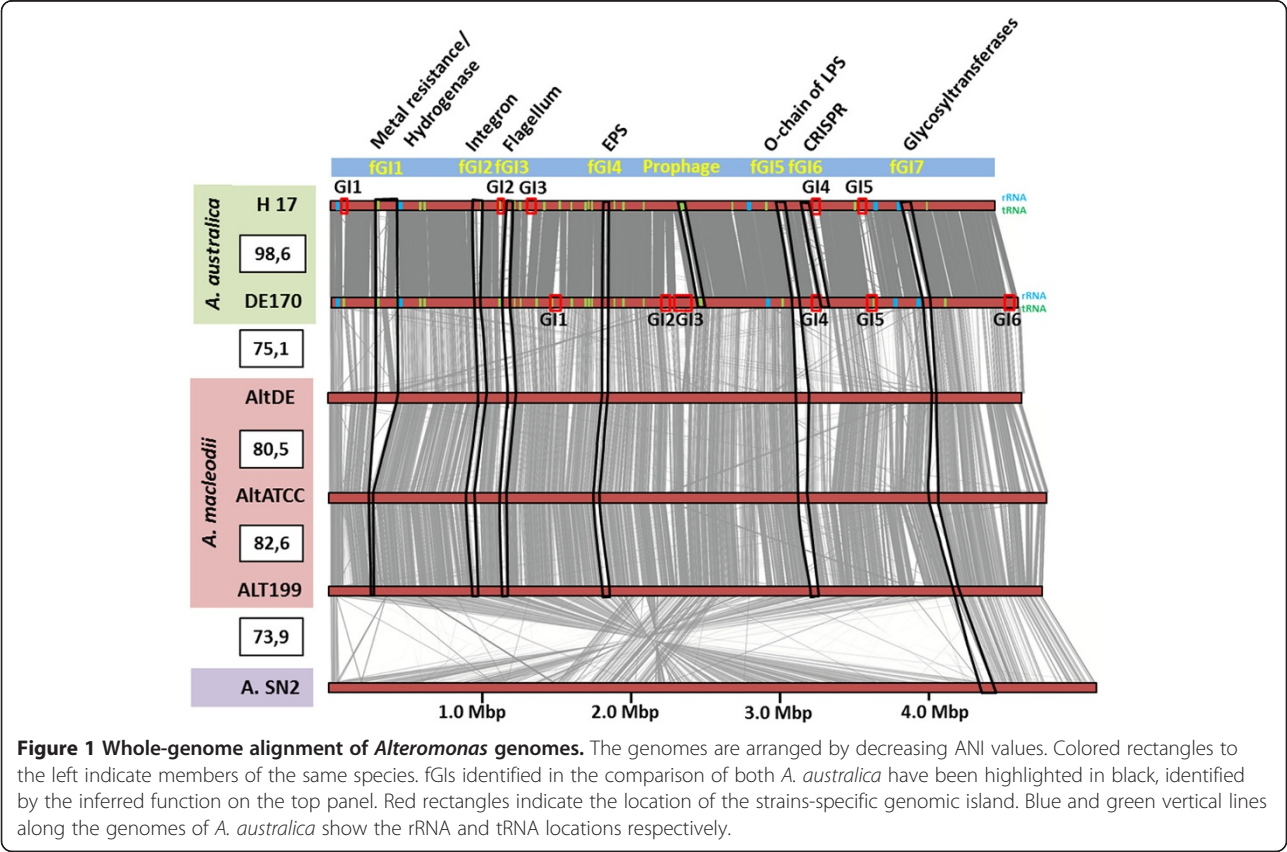 Metal resistance/
Hydrogenase
Integron
Flagellum
EPS
O-chain of LPS
CRISPR
Glycosyltransferases
fGI1 fGI2 fGI3 fGI4 Prophage fGI5 fGI6 fGI7
GI1 GI2 GI3 GI4 GI5
A. australica
H 17
rRNA
tRNA
98,6
DE170
rRNA
tRNA
GI1 GI2 GI3 GI4 GI5 GI6
75,1
A. macleodii
AltDE
80,5
AltATCC
82,6
ALT199
73,9
A. SN2
1.0 Mbp 2.0 Mbp 3.0 Mbp 4.0 Mbp
Figure 1 Whole-genome alignment of Alteromonas genomes. The genomes are arranged by decreasing ANI values. Colored rectangles to
the left indicate members of the same species. fGIs identified in the comparison of both A. australica have been highlighted in black, identified
by the inferred function on the top panel. Red rectangles indicate the location of the strains-specific genomic island. Blue and green vertical lines
along the genomes of A. australica show the rRNA and tRNA locations respectively.